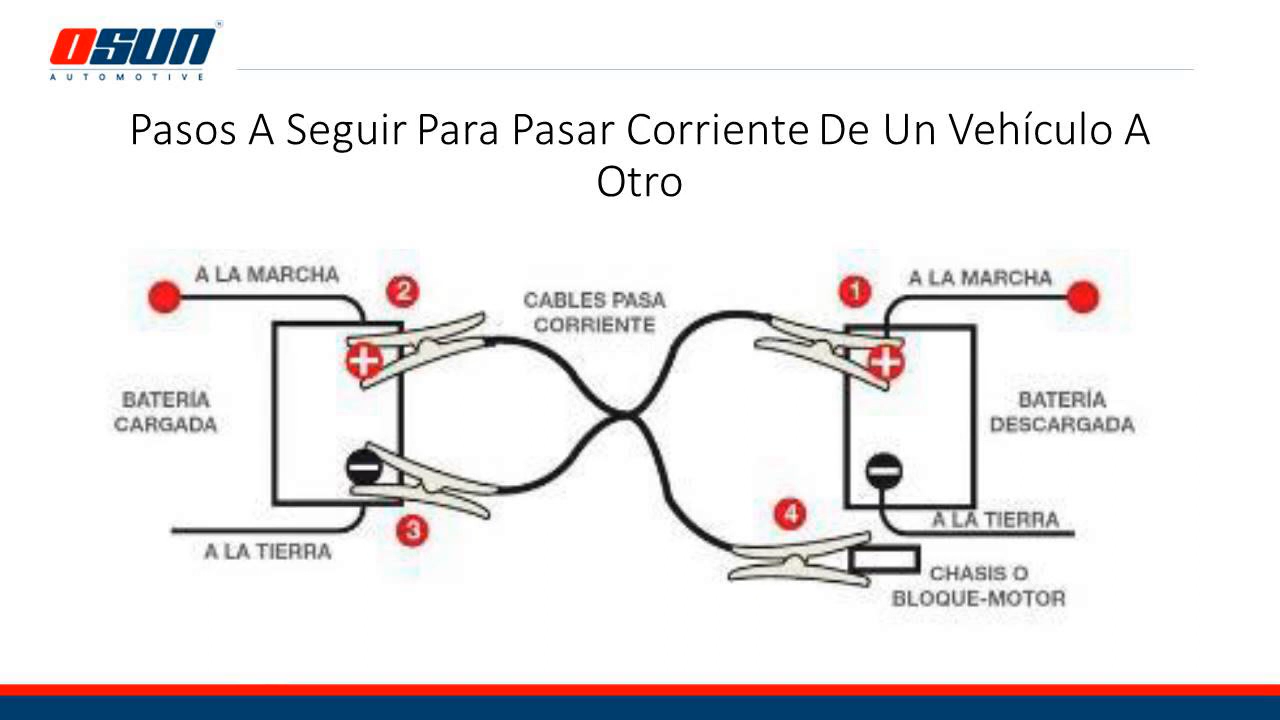 OSUN®
AUTOMOTIVE
Pasos A Seguir Para Pasar Corriente De Un Vehículo A
Otro
A LA MARCHA
2
CABLES PASA
CORRIENTE
1
A LA MARCHA
+
+
BATERÍA
CARGADA
BATERÍA
DESCARGADA
−
−
3
A LA TIERRA
4
A LA TIERRA
CHASIS O
BLOQUE-MOTOR